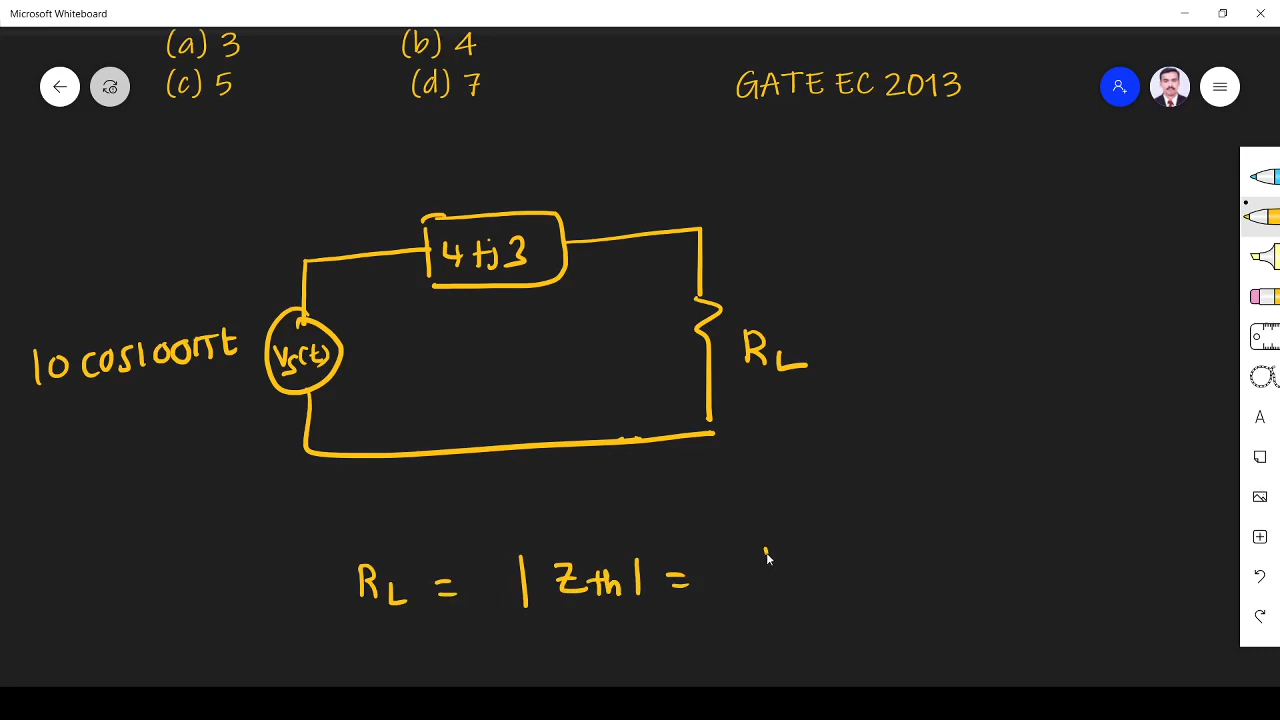 Microsoft Whiteboard
(a) 3 (b) 4
(c) 5 (d) 7 GATE EC 2013
4+j3
10 cos100πt Vs(t) RL
RL = |Zth| =
A